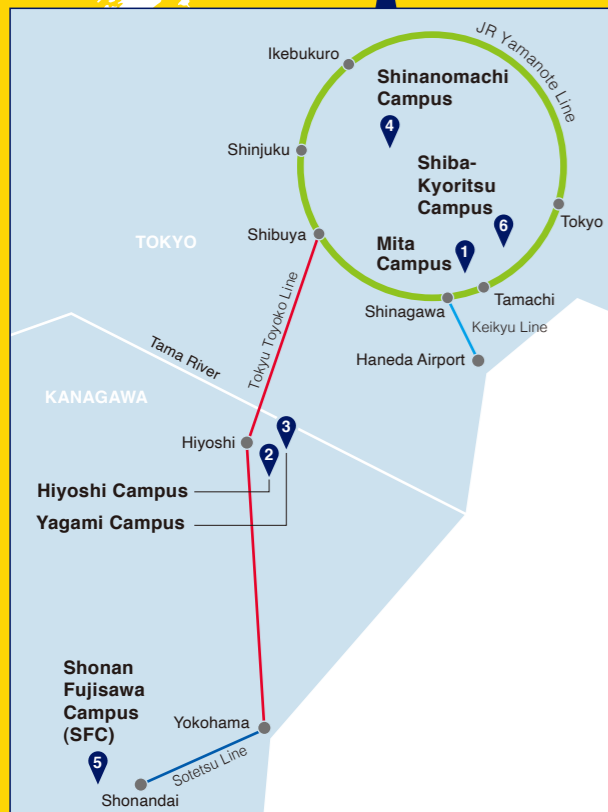 JR Yamanote Line
Ikebukuro
Shinanomachi
Campus
4
Shinjuku
Shiba-
Kyoritsu
Campus
6
Tokyo
TOKYO
Shibuya
Mita
Campus
1
Tamachi
Shinagawa
Keikyu Line
Tokyu Toyoko Line
Haneda Airport
Tama River
KANAGAWA
3
Hiyoshi
2
Hiyoshi Campus
Yagami Campus
Shonan
Fujisawa
Campus
(SFC)
Yokohama
5
Sotetsu Line
Shonandai